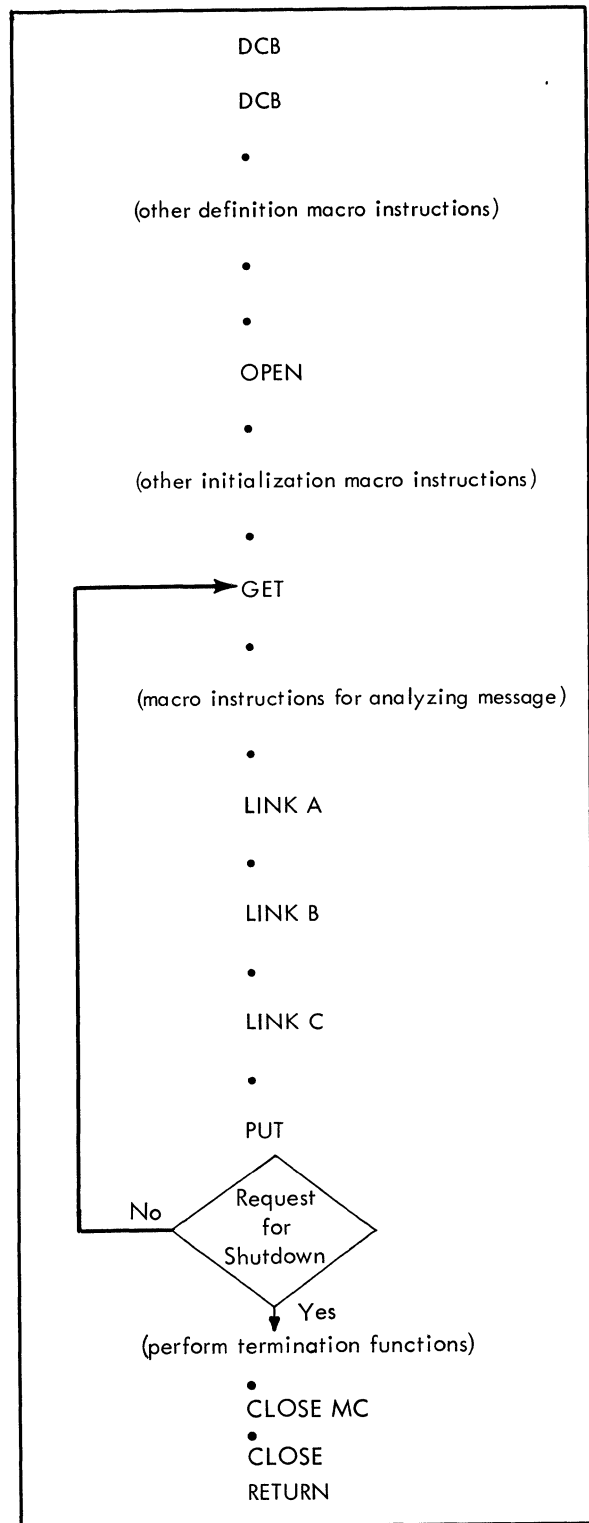 DCB
DCB
(other definition macro instructions)
OPEN
(other initialization macro instructions)
GET
(macro instructions for analyzing message)
LINK A
LINK B
LINK C
PUT
No
Request
for
Shutdown
Yes
(perform termination functions)
CLOSE MC
CLOSE
RETURN